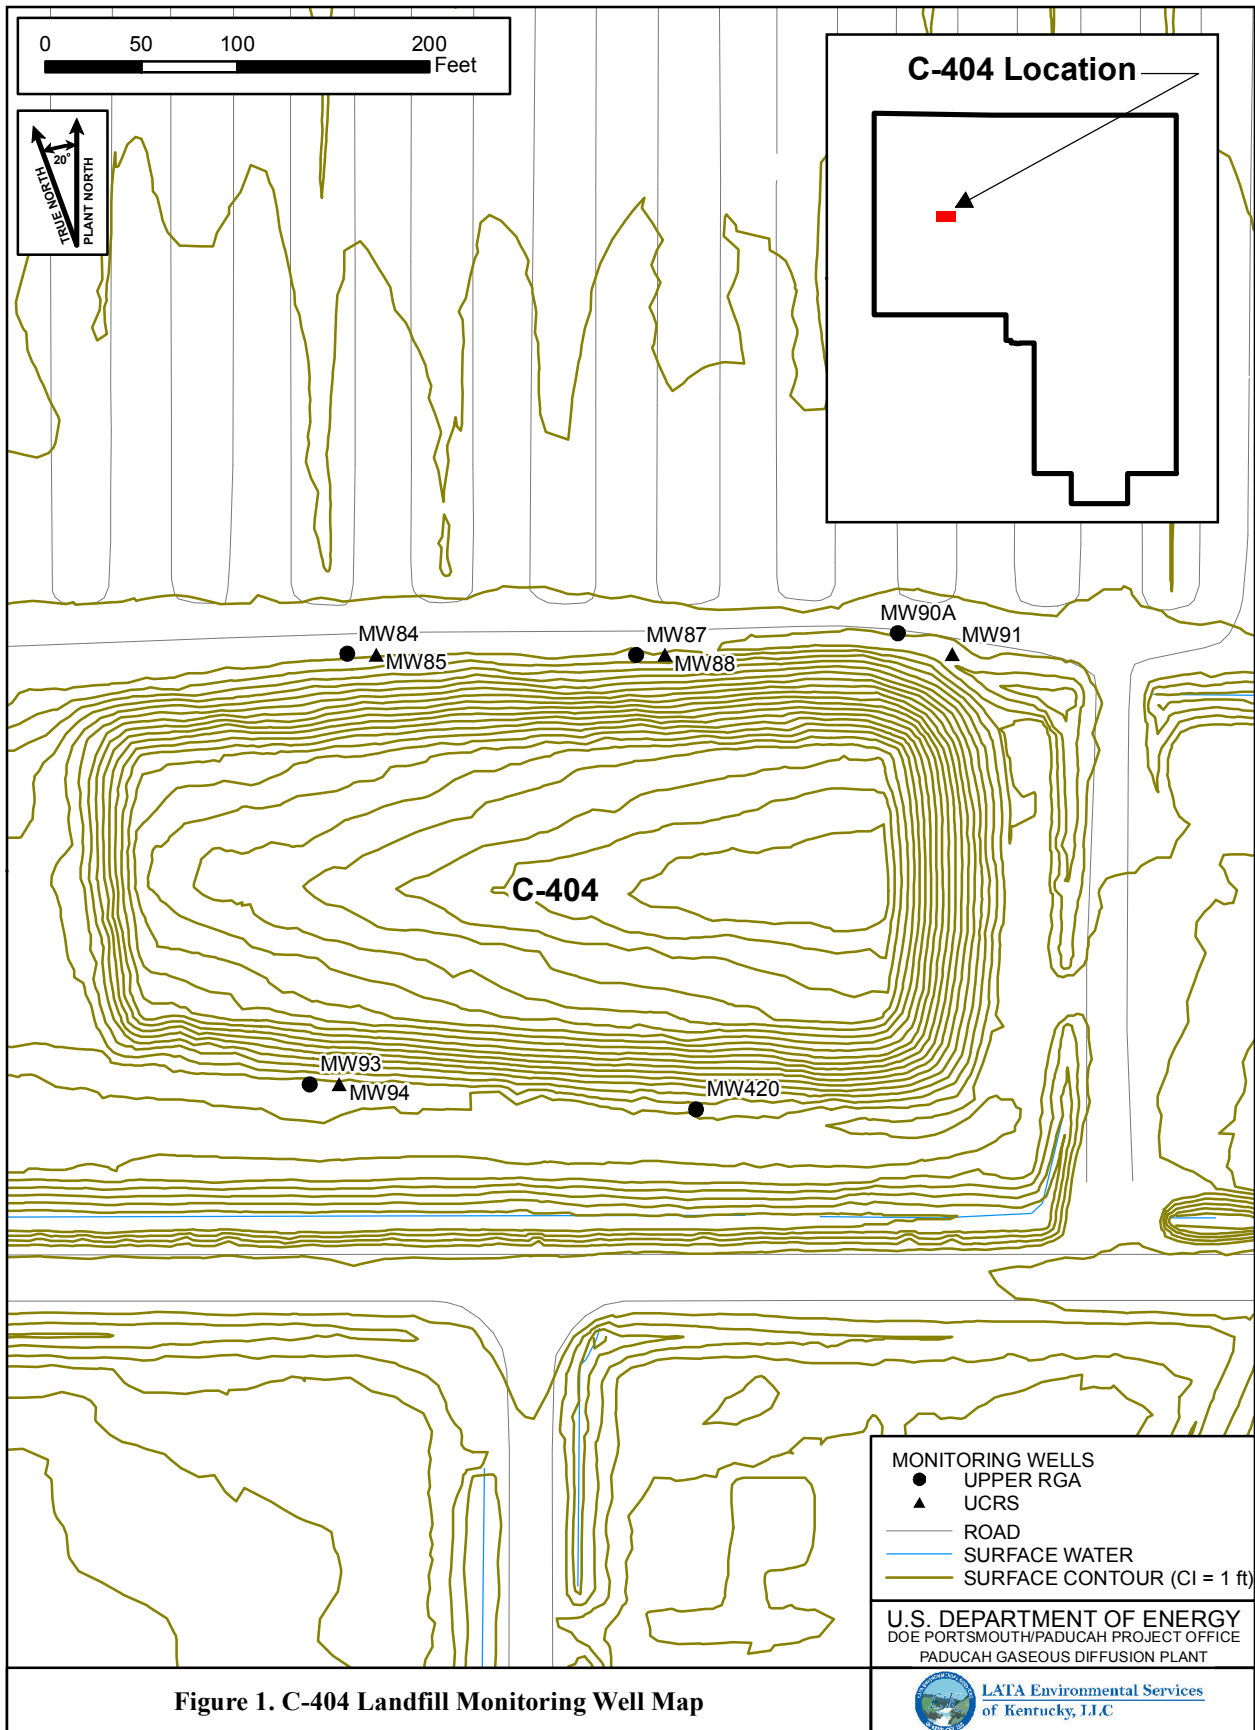 0 50 100 200
Feet
TRUE NORTH
20°
PLANT NORTH
C-404 Location
MW90A
MW84
MW87
MW91
MW85
MW88
C-404
MW93
MW94
MW420
MONITORING WELLS
UPPER RGA
UCRS
ROAD
SURFACE WATER
SURFACE CONTOUR (CI = 1 ft)
U.S. DEPARTMENT OF ENERGY
DOE PORTSMOUTH/PADUCAH PROJECT OFFICE
PADUCAH GASEOUS DIFFUSION PLANT
Figure 1. C-404 Landfill Monitoring Well Map
LATA Environmental Services
of Kentucky, LLC